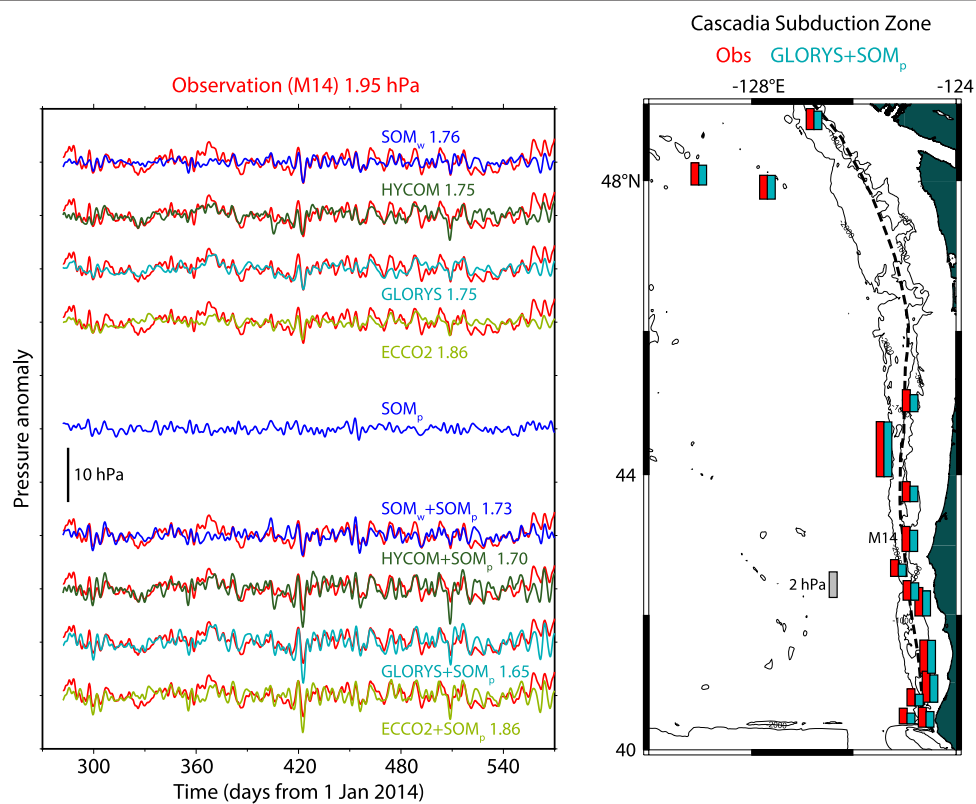 Cascadia Subduction Zone
Obs GLORYS+SOMp
-128°E -124
Observation (M14) 1.95 hPa
SOMw 1.76
HYCOM 1.75
GLORYS 1.75
ECCO2 1.86
SOMp
10 hPa
SOMw+SOMp 1.73
HYCOM+SOMp 1.70
GLORYS+SOMp 1.65
ECCO2+SOMp 1.86
Pressure anomaly
300 360 420 480 540
Time (days from 1 Jan 2014)
48°N
44
M14
2 hPa
-1000
-2000
40